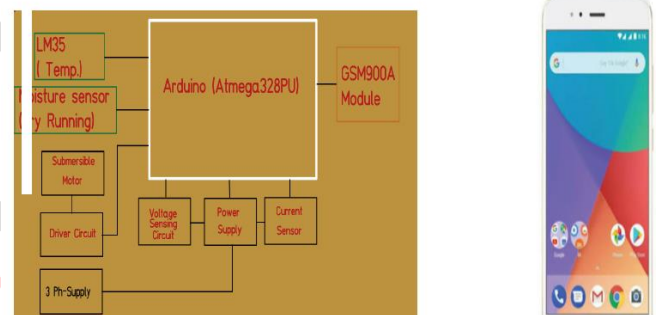 LM35
( Temp.)
isture sensor
ry Running)
Arduino (Atmega328PU)
GSM900A
Module
Submersible
Motor
Driver Circuit
Voltage
Sensing
Circuit
Power
Supply
Current
Sensor
3 Ph-Supply